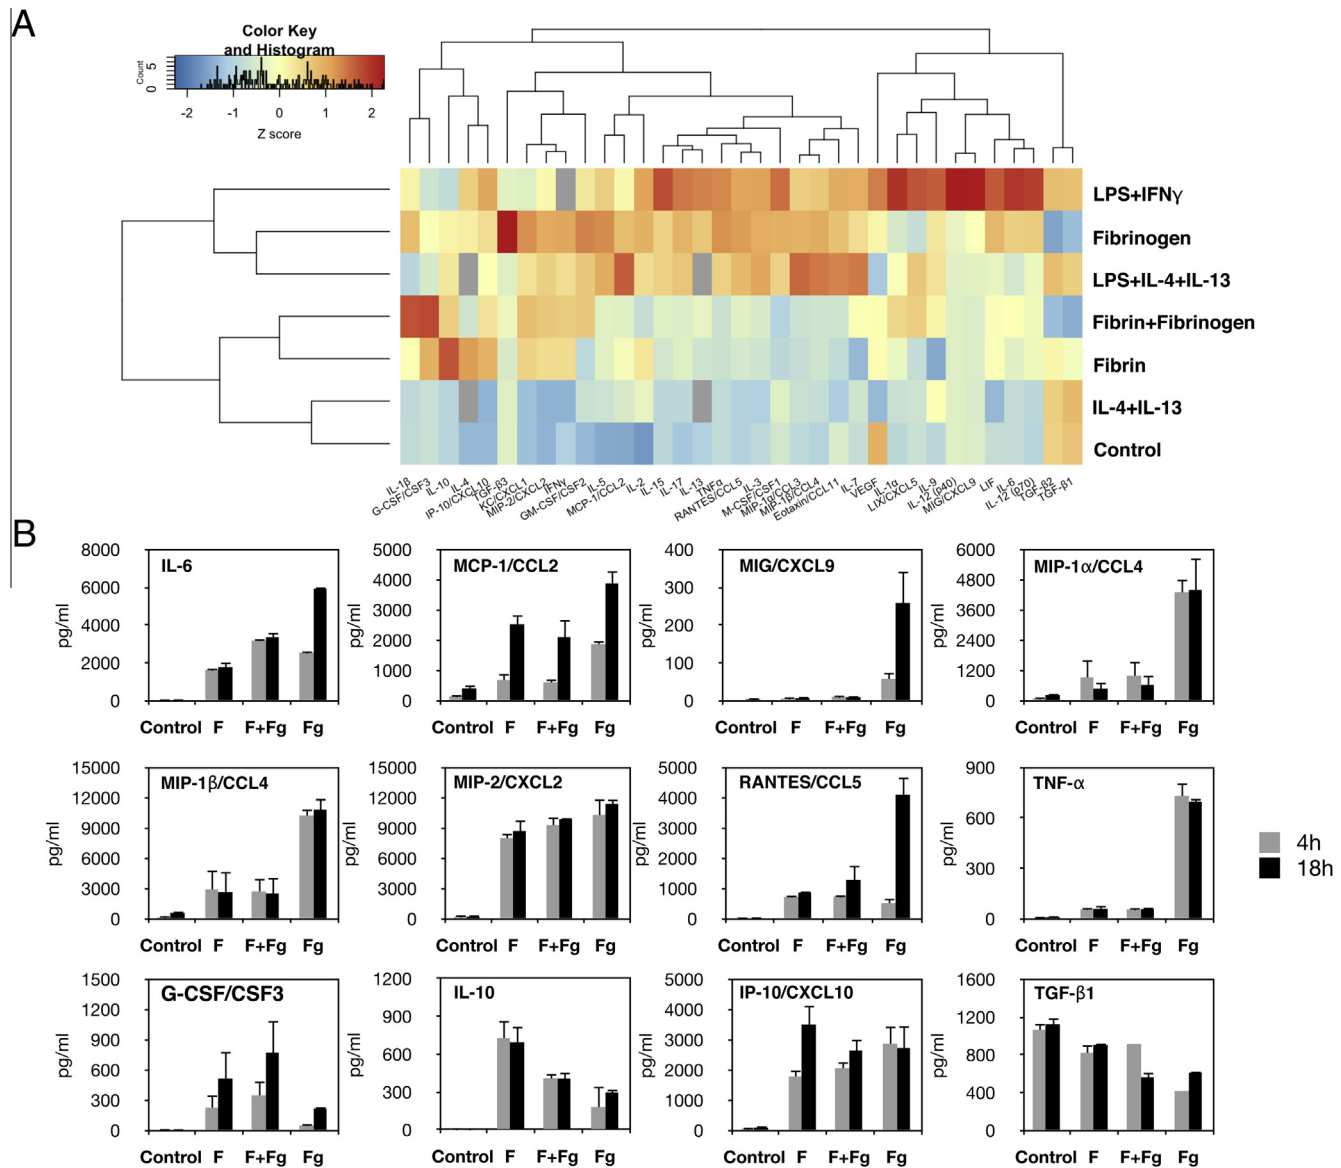 A
Color Key
and Histogram
Count
0 5
-2 -1 0 1 2
Z score
LPS+IFNγ
Fibrinogen
LPS+IL-4+IL-13
Fibrin+Fibrinogen
Fibrin
IL-4+IL-13
Control
IL-1β
G-CSF/CSF3
IL-10
IL-4
IP-10/CXCL10
TGF-β3
KC/CXCL1
MIP-2/CXCL2
IFNγ
GM-CSF/CSF2
IL-5
MCP-1/CCL2
IL-2
IL-15
IL-17
IL-13
TNFα
RANTES/CCL5
IL-3
M-CSF/CSF1
MIP-1α/CCL3
MIP-1β/CCL4
Eotaxin/CCL11
IL-7
VEGF
IL-1α
LIX/CXCL5
IL-9
IL-12 (p40)
MIG/CXCL9
LIF
IL-6
IL-12 (p70)
TGF-β2
TGF-β1
B
IL-6
pg/ml
8000
6000
4000
2000
0
Control F F+Fg Fg
MCP-1/CCL2
pg/ml
5000
4000
3000
2000
1000
0
Control F F+Fg Fg
MIG/CXCL9
pg/ml
400
300
200
100
0
Control F F+Fg Fg
MIP-1α/CCL4
pg/ml
6000
4800
3600
2400
1200
0
Control F F+Fg Fg
MIP-1β/CCL4
pg/ml
15000
12000
9000
6000
3000
0
Control F F+Fg Fg
MIP-2/CXCL2
pg/ml
15000
12000
9000
6000
3000
0
Control F F+Fg Fg
RANTES/CCL5
pg/ml
5000
4000
3000
2000
1000
0
Control F F+Fg Fg
TNF-α
pg/ml
900
600
300
0
Control F F+Fg Fg
4h
18h
G-CSF/CSF3
pg/ml
1500
1200
900
600
300
0
Control F F+Fg Fg
IL-10
pg/ml
1200
900
600
300
0
Control F F+Fg Fg
IP-10/CXCL10
pg/ml
5000
4000
3000
2000
1000
0
Control F F+Fg Fg
TGF-β1
pg/ml
1600
1200
800
400
0
Control F F+Fg Fg